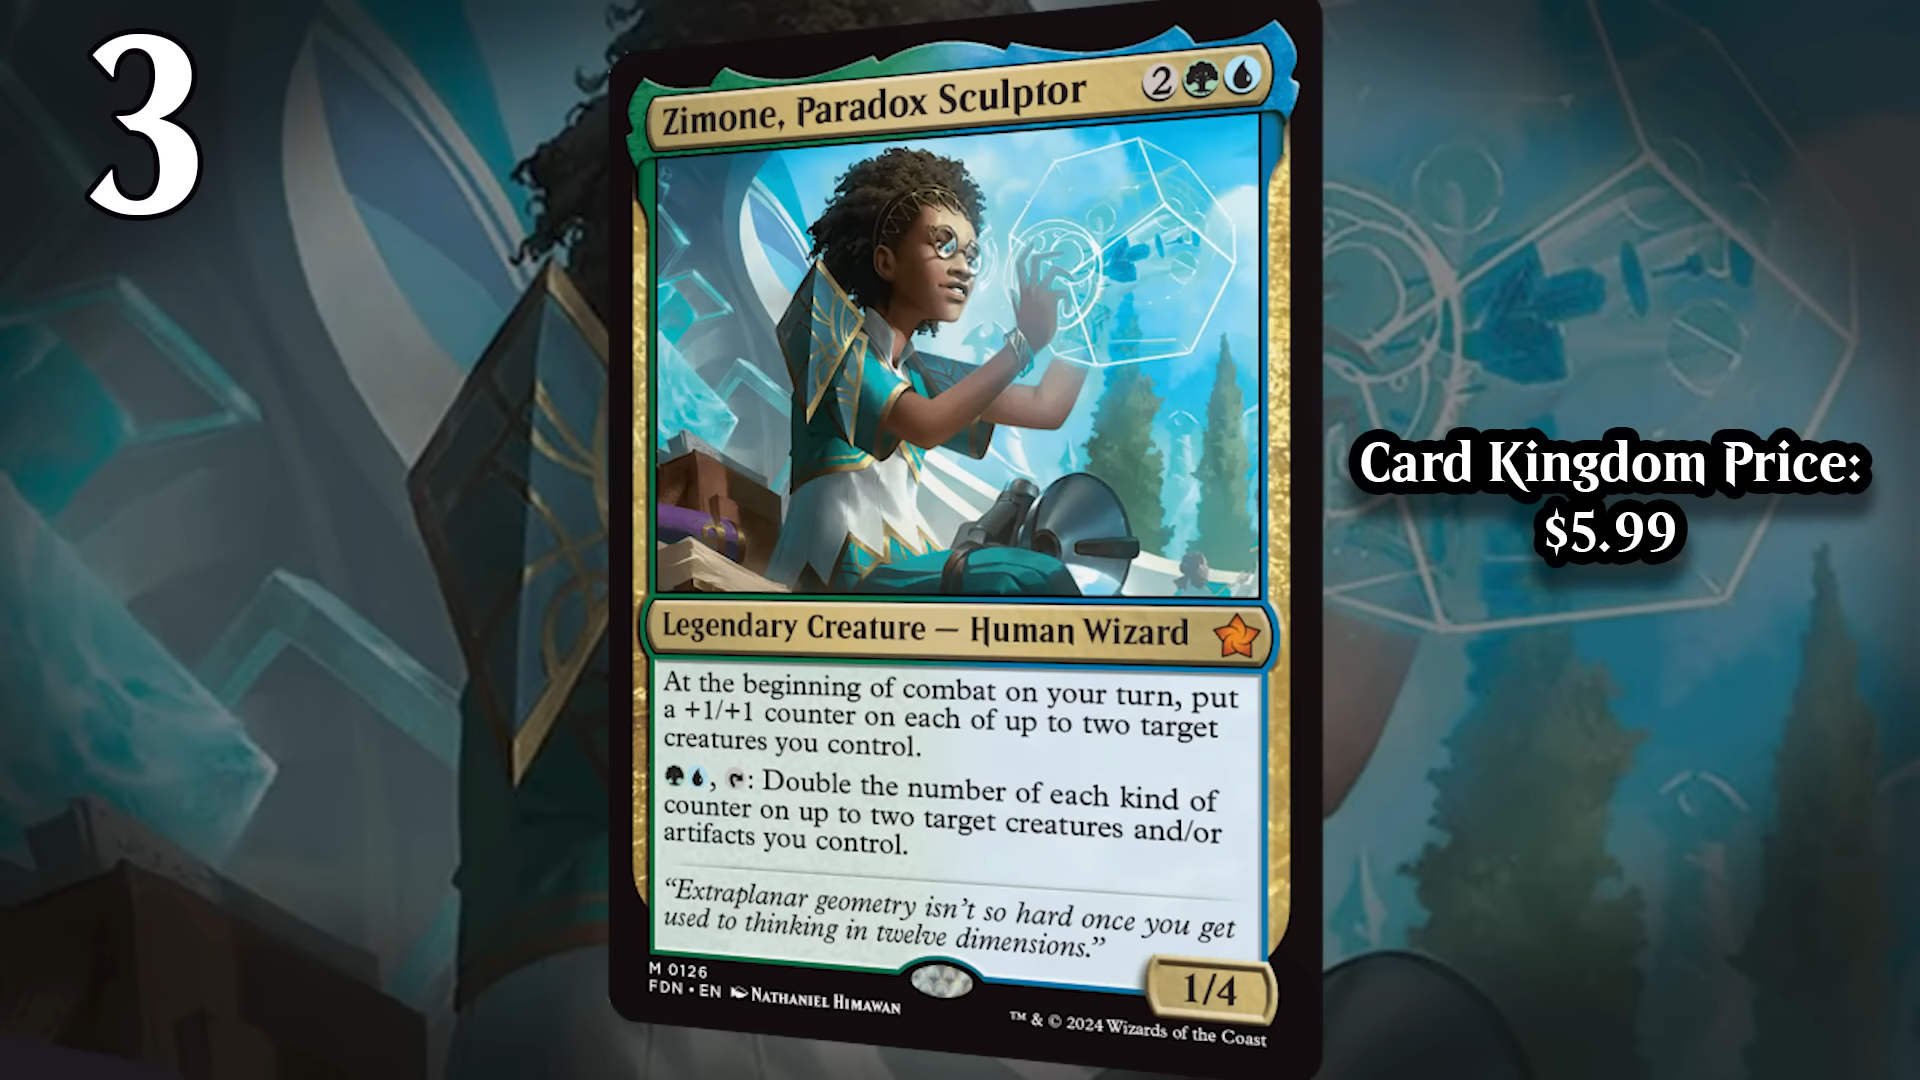 3
Zimone, Paradox Sculptor 2
Legendary Creature — Human Wizard
At the beginning of combat on your turn, put
a +1/+1 counter on each of up to two target
creatures you control.
, : Double the number of each kind of
counter on up to two target creatures and/or
artifacts you control.
“Extraplanar geometry isn’t so hard once you get
used to thinking in twelve dimensions.”
1/4
M 0126
FDN • EN Nathaniel Himawan
™ & © 2024 Wizards of the Coast
Card Kingdom Price:
$5.99